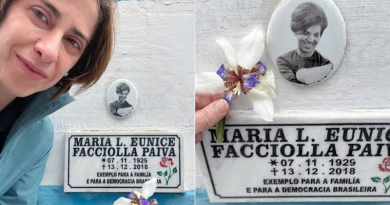 MARIA L. EUNICE
FACCIOLLA PAIVA
✶ 07 . 11 . 1929
✝ 13 . 12 . 2018
EXEMPLO PARA A FAMÍLIA
E PARA A DEMOCRACIA BRASILEIRA
MARIA L. EUNICE
FACCIOLLA PAIVA
✶ 07 . 11 . 1929
✝ 13 . 12 . 2018
EXEMPLO PARA A FAMÍLIA
E PARA A DEMOCRACIA BRASILEIRA